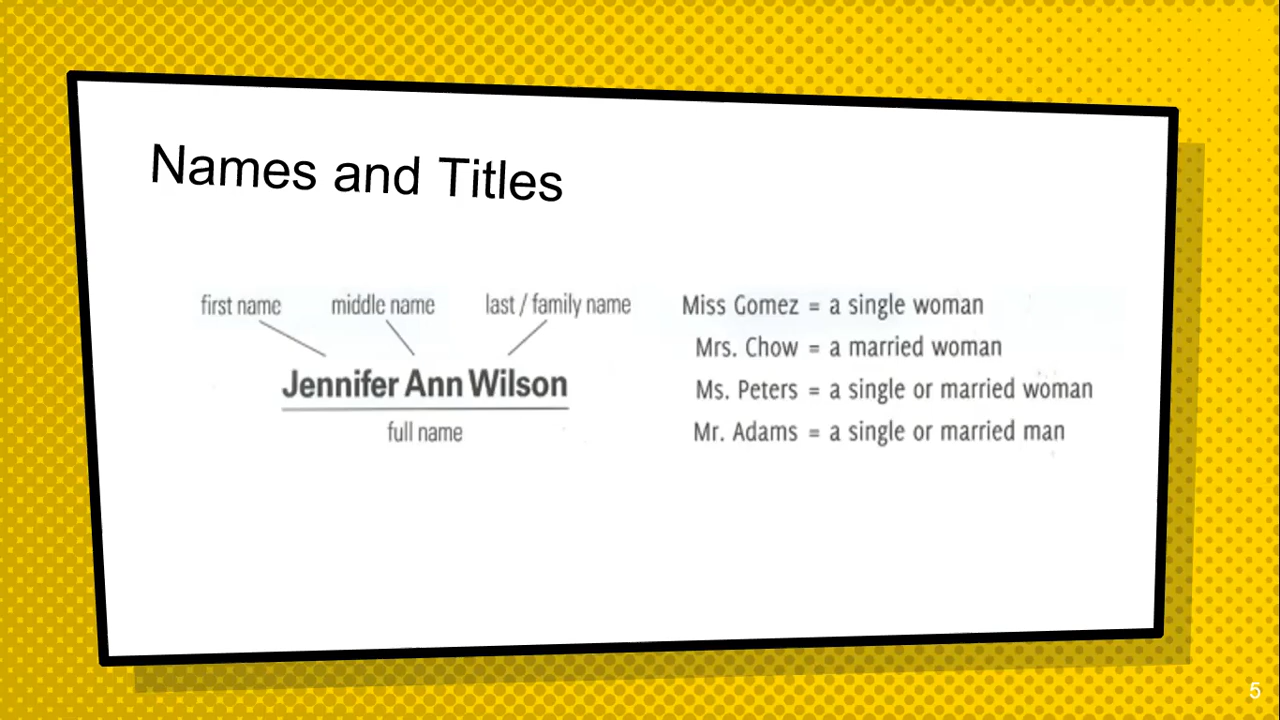 Names and Titles
first name middle name last / family name
Jennifer Ann Wilson
full name
Miss Gomez = a single woman
Mrs. Chow = a married woman
Ms. Peters = a single or married woman
Mr. Adams = a single or married man
5